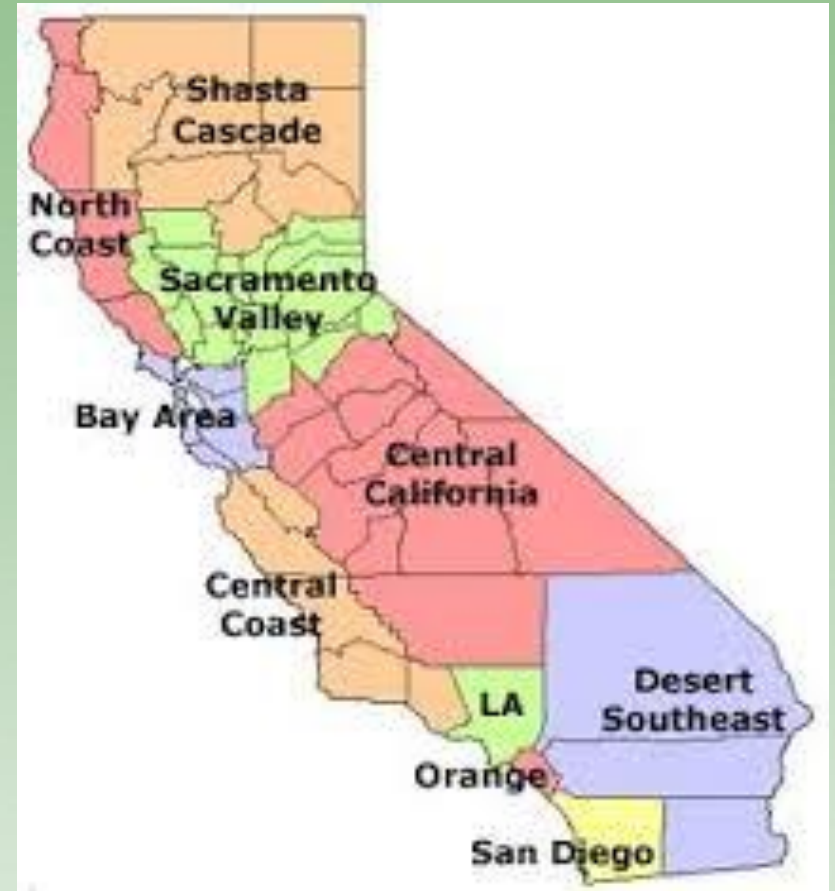 Shasta
Cascade
North
Coast
Sacramento
Valley
Bay Area
Central
California
Central
Coast
LA
Desert
Southeast
Orange
San Diego